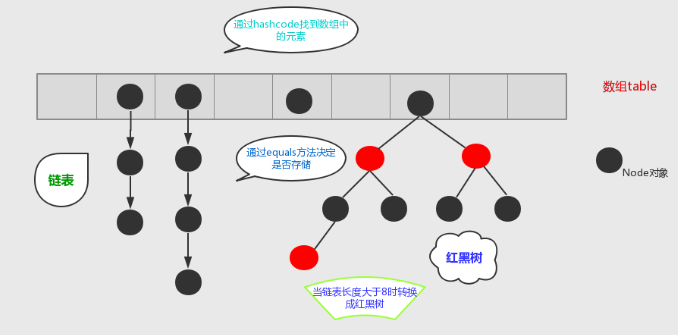 通过hashcode找到数组中
的元素
数组table
通过equals方法决定
是否存储
链表
Node对象
红黑树
当链表长度大于8时转换
成红黑树